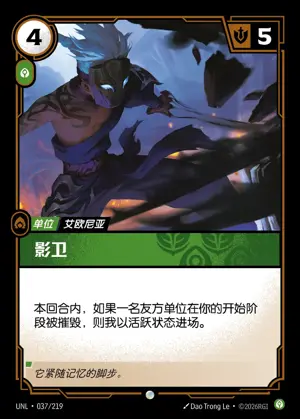 4
5
单位 艾欧尼亚
影卫
本回合内，如果一名友方单位在你的开始阶
段被摧毁，则我以活跃状态进场。
它紧随记忆的脚步。
UNL • 037/219 Dao Trong Le • ©2026RGI